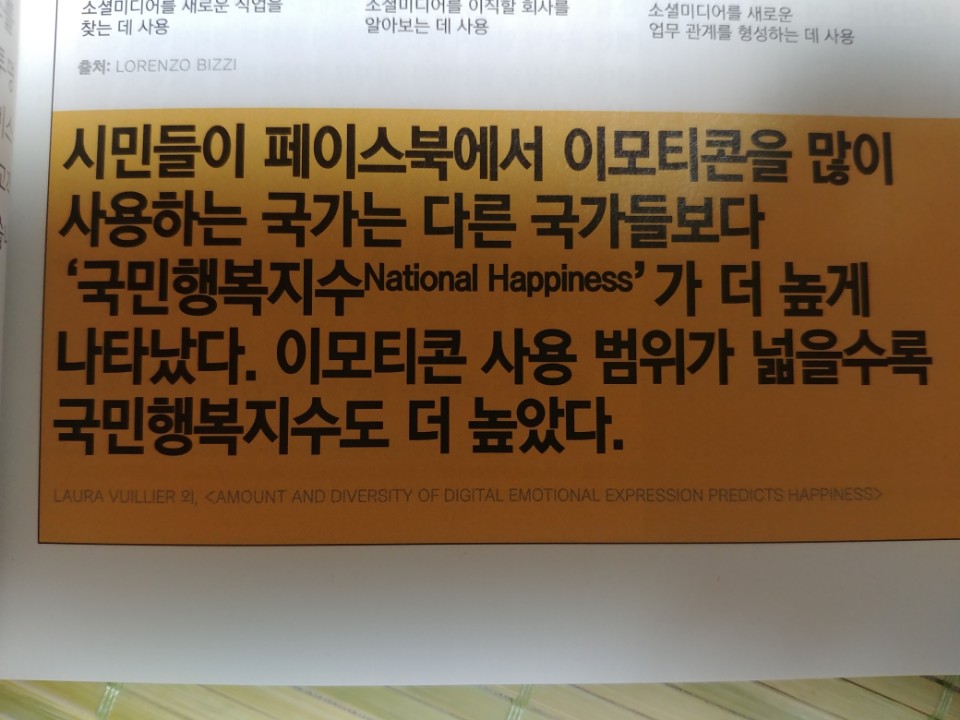 소셜미디어를 새로운 직업을
찾는 데 사용
소셜미디어를 이직할 회사를
알아보는 데 사용
소셜미디어를 새로운
업무 관계를 형성하는 데 사용
출처: LORENZO BIZZI
시민들이 페이스북에서 이모티콘을 많이
사용하는 국가는 다른 국가들보다
‘국민행복지수National Happiness’가 더 높게
나타났다. 이모티콘 사용 범위가 넓을수록
국민행복지수도 더 높았다.
LAURA VUILLIER 외, <AMOUNT AND DIVERSITY OF DIGITAL EMOTIONAL EXPRESSION PREDICTS HAPPINESS>